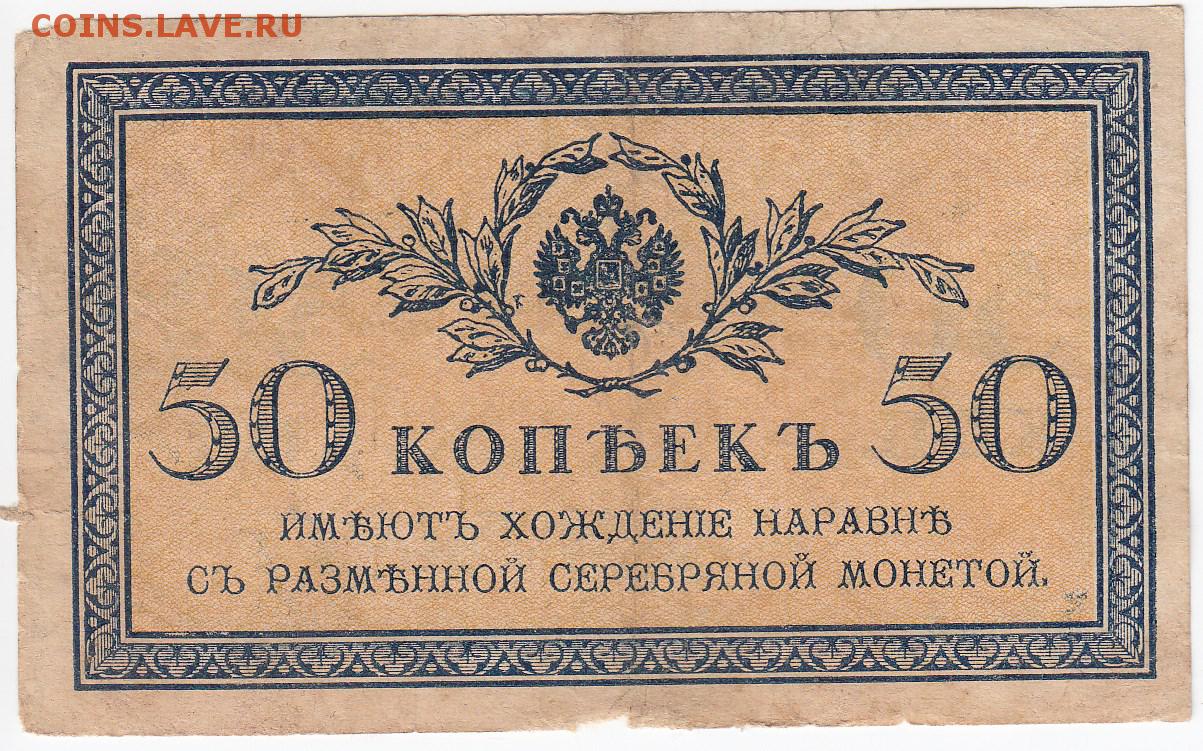 COINS.LAVE.RU
50 КОПѢЕКЪ 50
ИМѢЮТЪ ХОЖДЕНІЕ НАРАВНѢ
СЪ РАЗМѢННОЙ СЕРЕБРЯНОЙ МОНЕТОЙ.